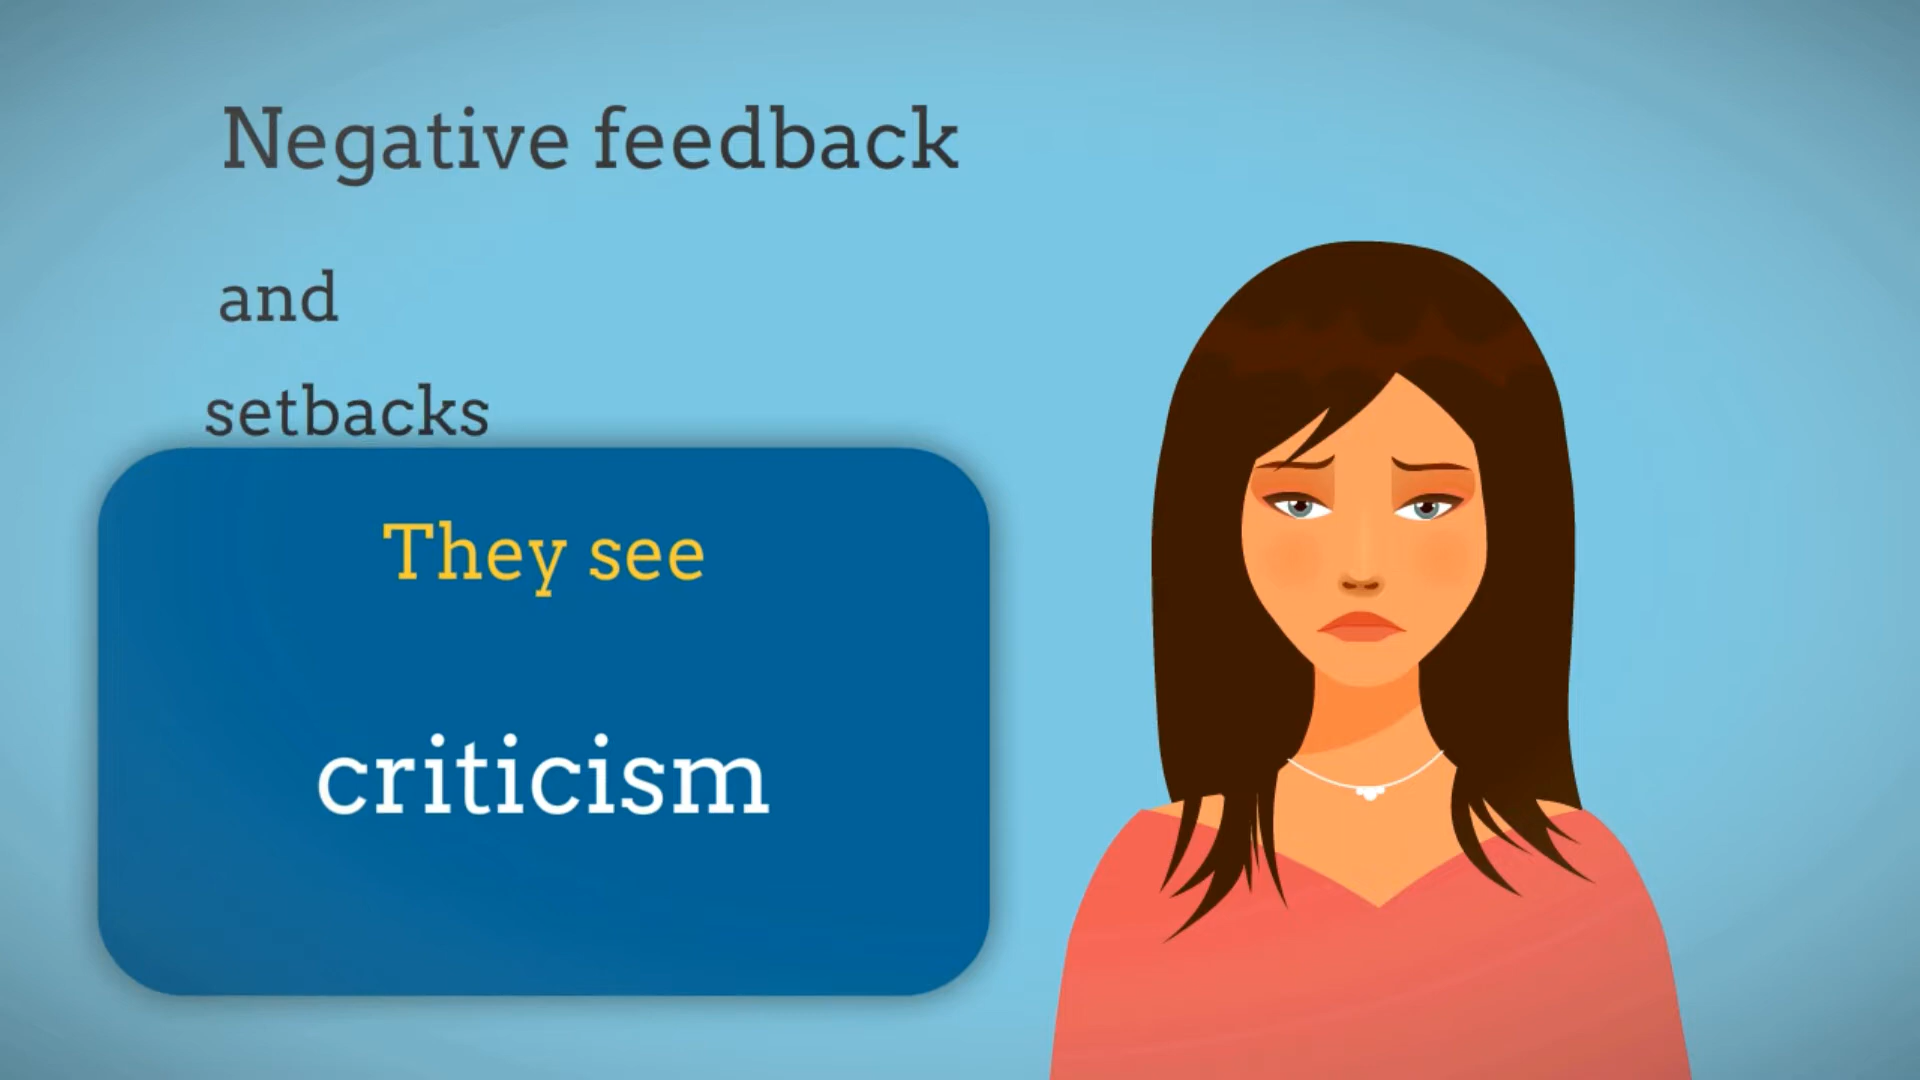 Negative feedback
and
setbacks
They see
criticism